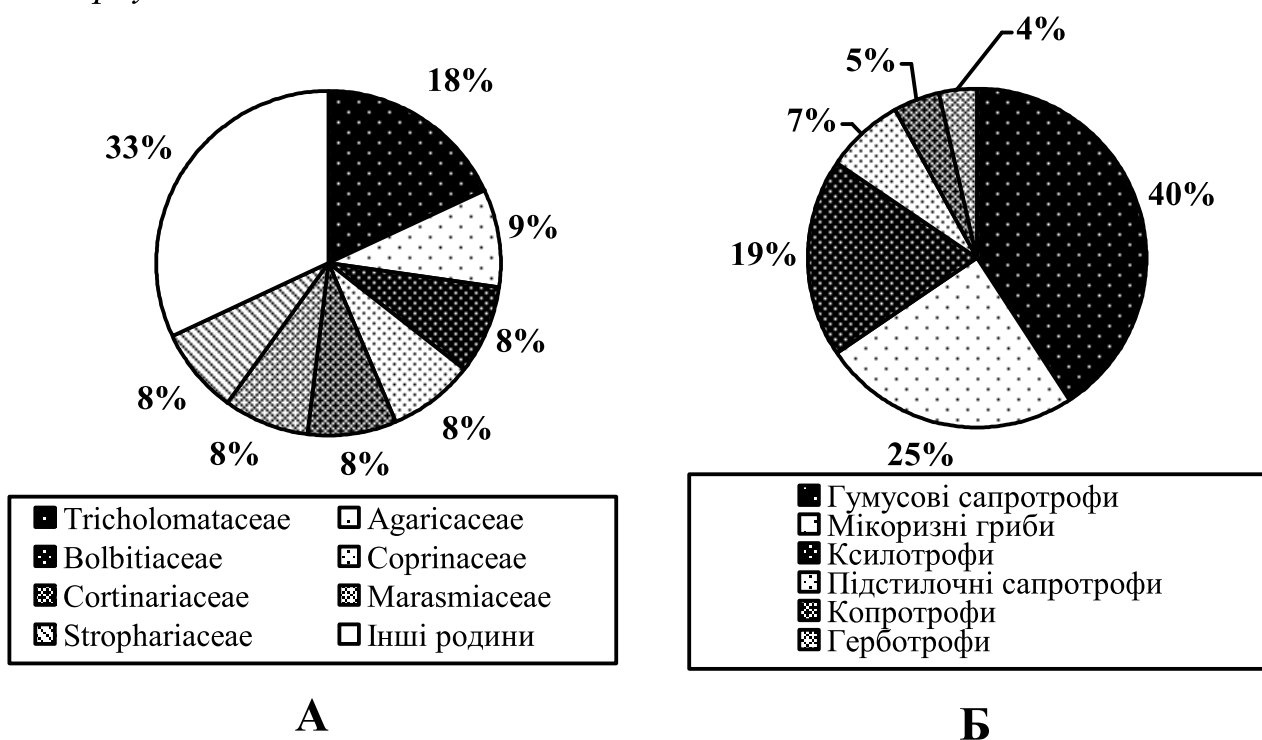 18%
33%
9%
8%
8%
8%
8%
8%
Tricholomataceae Agaricaceae
Bolbitiaceae Coprinaceae
Cortinariaceae Marasmiaceae
Strophariaceae Інші родини
А
4%
5%
7%
40%
19%
25%
Гумусові сапротрофи
Мікоризні гриби
Ксилотрофи
Підстилочні сапротрофи
Копротрофи
Герботрофи
Б